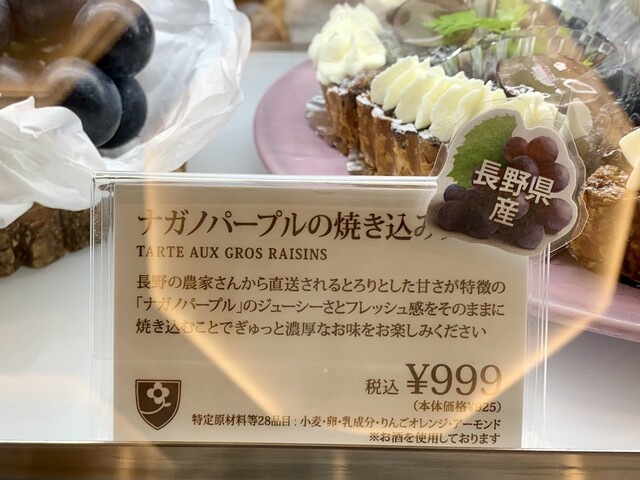 長野県
産
ナガノパープルの焼き込み
TARTE AUX GROS RAISINS
長野の農家さんから直送されるとろりとした甘さが特徴の
「ナガノパープル」のジューシーさとフレッシュ感をそのままに
焼き込むことでぎゅっと濃厚なお味をお楽しみください
税込 ¥999
(本体価格¥925)
特定原材料等28品目:小麦・卵・乳成分・りんごオレンジ・アーモンド
※お酒を使用しております